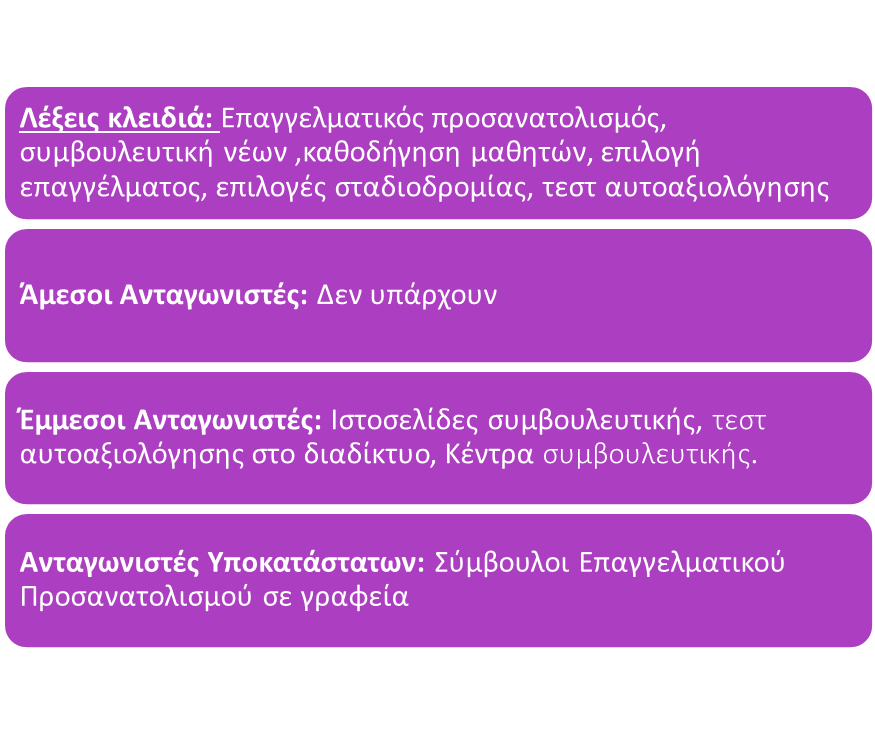 Λέξεις κλειδιά: Επαγγελματικός προσανατολισμός,
συμβουλευτική νέων ,καθοδήγηση μαθητών, επιλογή
επαγγέλματος, επιλογές σταδιοδρομίας, τεστ αυτοαξιολόγησης
Άμεσοι Ανταγωνιστές: Δεν υπάρχουν
Έμμεσοι Ανταγωνιστές: Ιστοσελίδες συμβουλευτικής, τεστ
αυτοαξιολόγησης στο διαδίκτυο, Κέντρα συμβουλευτικής.
Ανταγωνιστές Υποκατάστατων: Σύμβουλοι Επαγγελματικού
Προσανατολισμού σε γραφεία